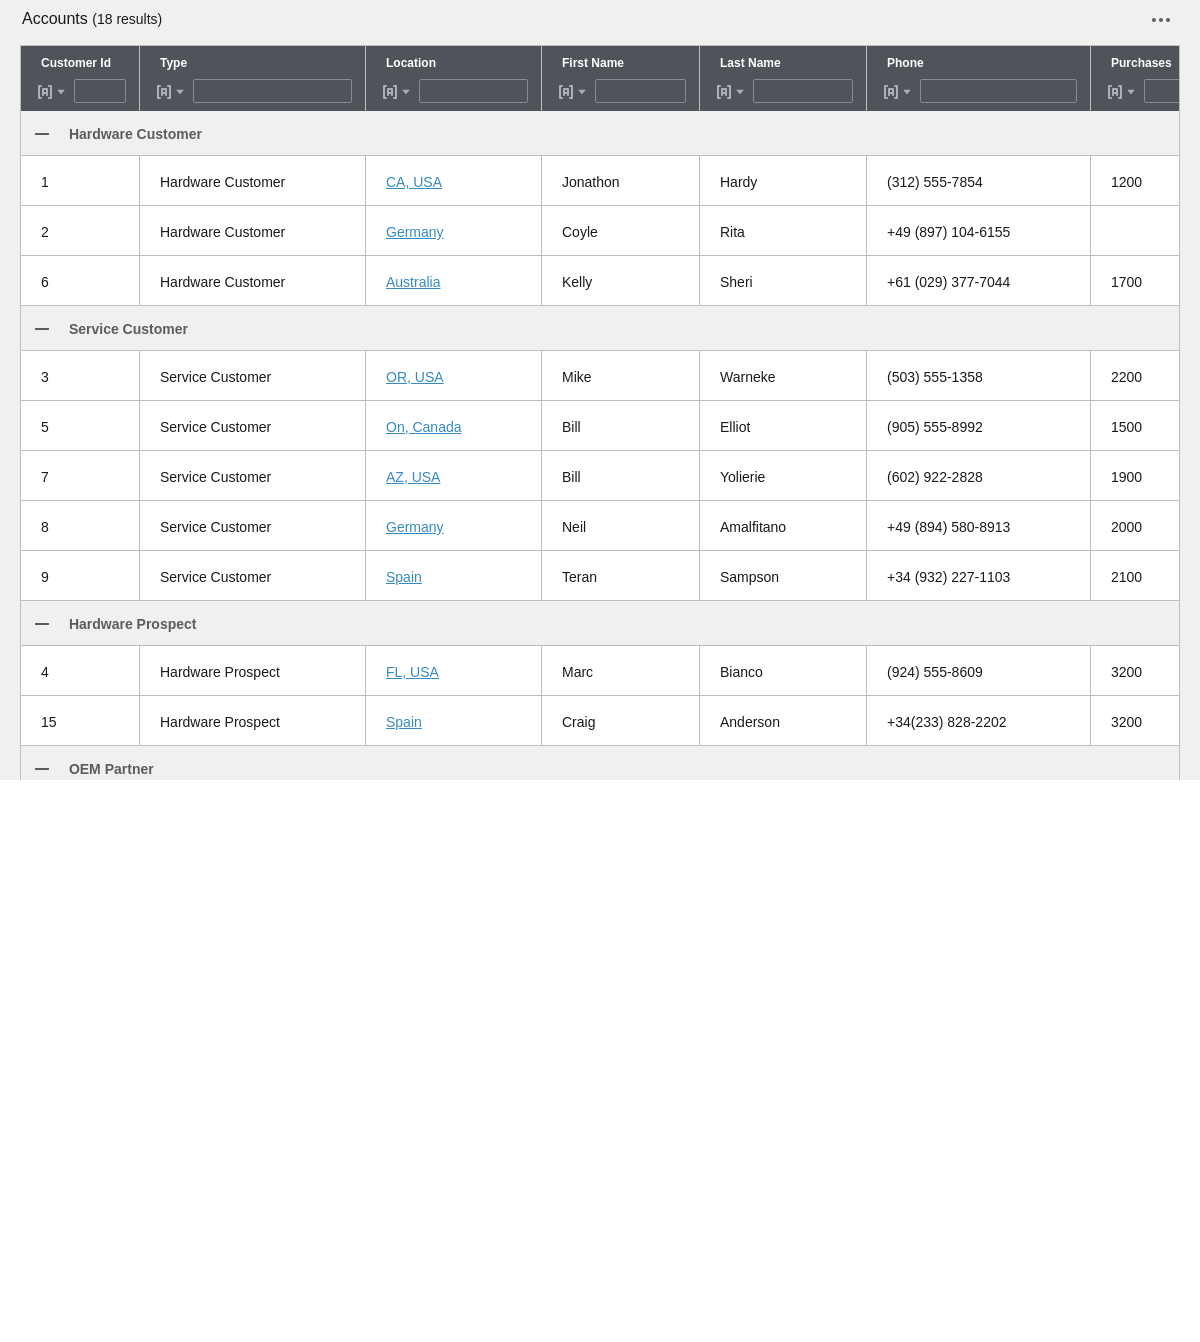 Accounts (18 results)
Customer Id Type Location First Name Last Name Phone Purchases
Hardware Customer
1 Hardware Customer CA, USA Jonathon Hardy (312) 555-7854 1200
2 Hardware Customer Germany Coyle Rita +49 (897) 104-6155
6 Hardware Customer Australia Kelly Sheri +61 (029) 377-7044 1700
Service Customer
3 Service Customer OR, USA Mike Warneke (503) 555-1358 2200
5 Service Customer On, Canada Bill Elliot (905) 555-8992 1500
7 Service Customer AZ, USA Bill Yolierie (602) 922-2828 1900
8 Service Customer Germany Neil Amalfitano +49 (894) 580-8913 2000
9 Service Customer Spain Teran Sampson +34 (932) 227-1103 2100
Hardware Prospect
4 Hardware Prospect FL, USA Marc Bianco (924) 555-8609 3200
15 Hardware Prospect Spain Craig Anderson +34(233) 828-2202 3200
OEM Partner